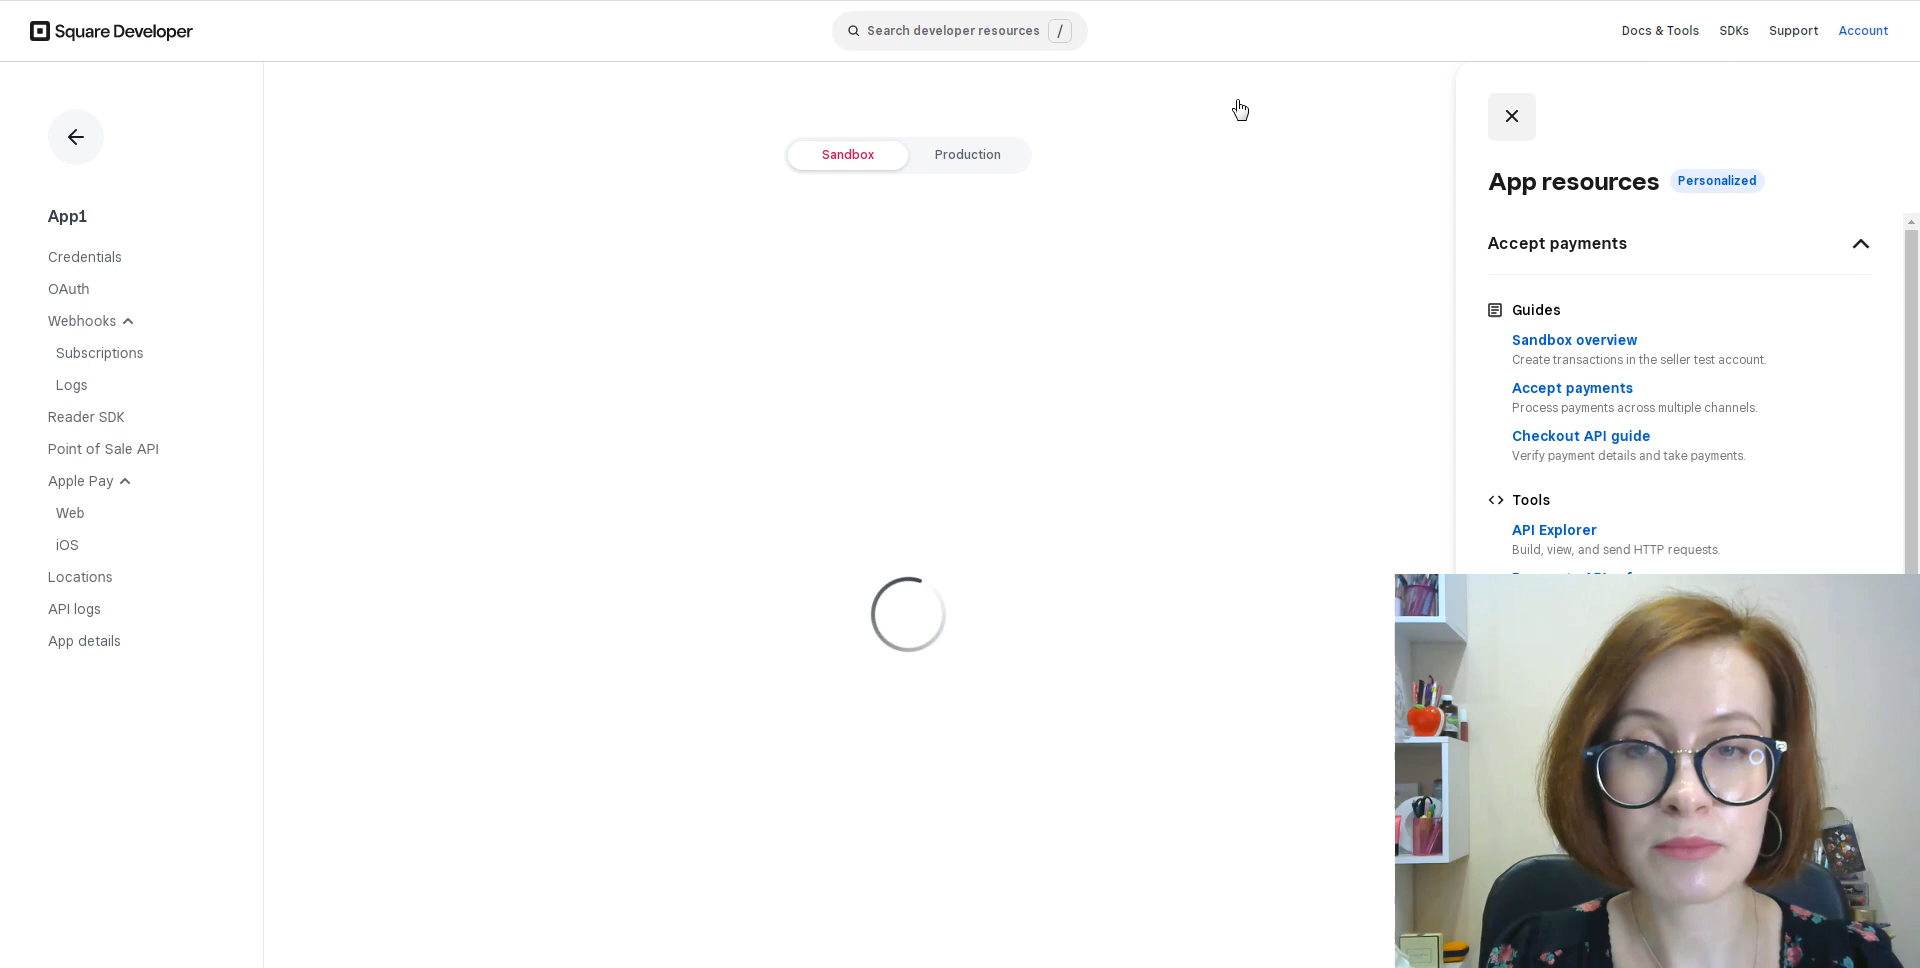 Square Developer
Search developer resources /
Docs & Tools
SDKs
Support
Account
App1
Credentials
OAuth
Webhooks
Subscriptions
Logs
Reader SDK
Point of Sale API
Apple Pay
Web
iOS
Locations
API logs
App details
Sandbox
Production
App resources
Personalized
Accept payments
Guides
Sandbox overview
Create transactions in the seller test account.
Accept payments
Process payments across multiple channels.
Checkout API guide
Verify payment details and take payments.
Tools
API Explorer
Build, view, and send HTTP requests.